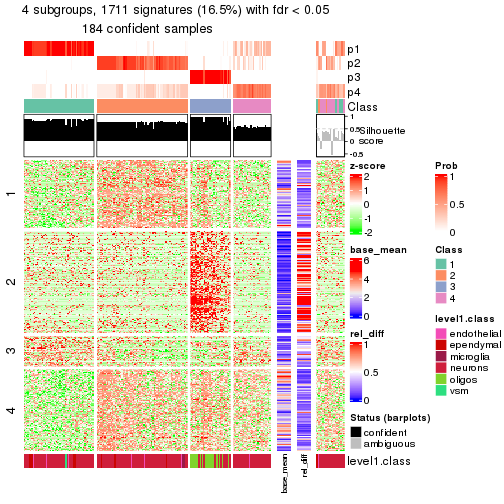 4 subgroups, 1711 signatures (16.5%) with fdr < 0.05
184 confident samples
p1
p2
p3
p4
Class
1
0.5
0
-0.5
Silhouette
score
1
2
3
4
z-score
2
1
0
-1
-2
base_mean
6
4
2
0
rel_diff
1
0.5
0
Prob
1
0.5
0
Class
1
2
3
4
level1.class
endothelial
ependymal
microglia
neurons
oligos
vsm
Status (barplots)
confident
ambiguous
level1.class
base_mean
rel_diff